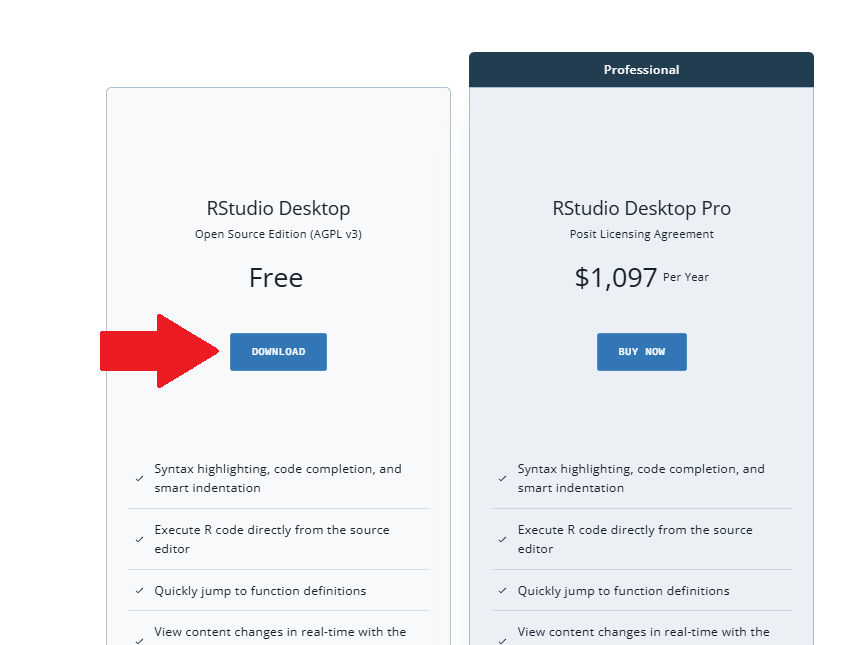 RStudio Desktop
Open Source Edition (AGPL v3)
Free
DOWNLOAD
Syntax highlighting, code completion, and
smart indentation
Execute R code directly from the source
editor
Quickly jump to function definitions
View content changes in real-time with the
Professional
RStudio Desktop Pro
Posit Licensing Agreement
$1,097 Per Year
BUY NOW
Syntax highlighting, code completion, and
smart indentation
Execute R code directly from the source
editor
Quickly jump to function definitions
View content changes in real-time with the